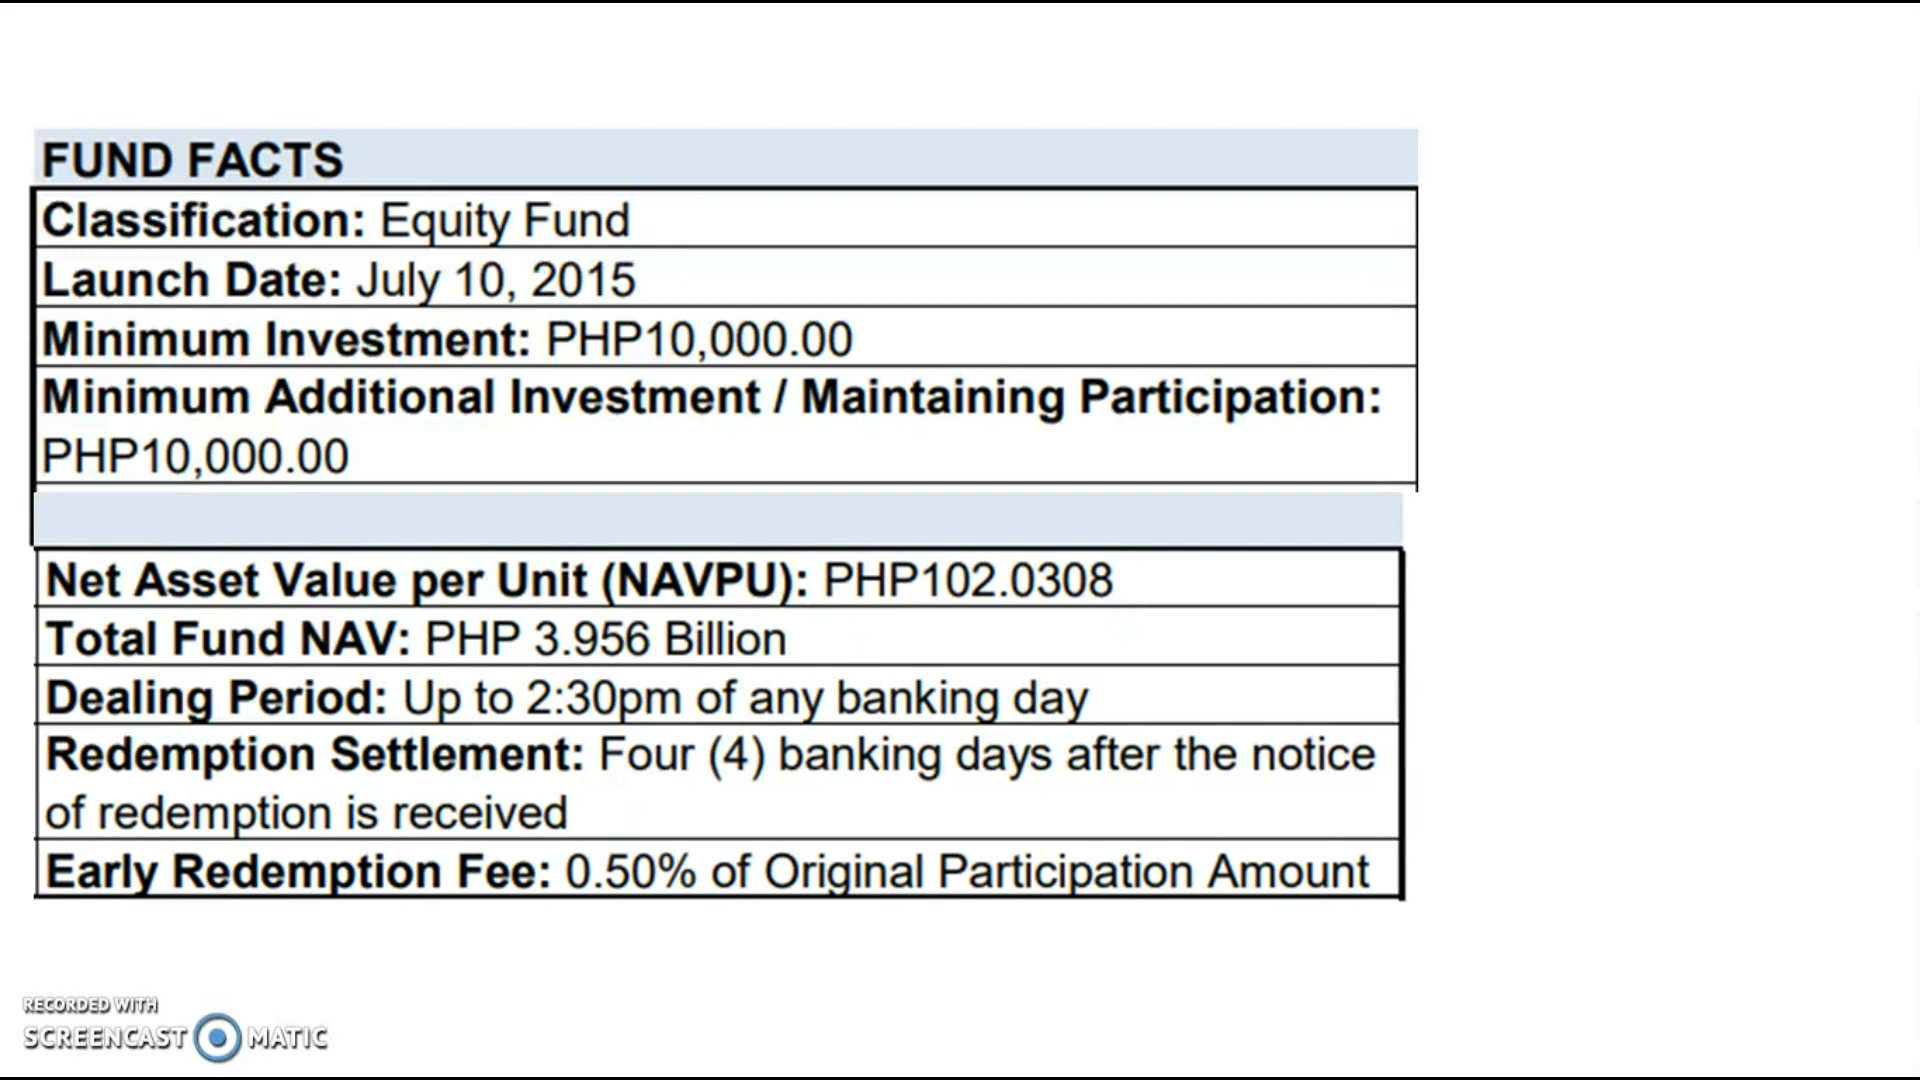 FUND FACTS
Classification: Equity Fund
Launch Date: July 10, 2015
Minimum Investment: PHP10,000.00
Minimum Additional Investment / Maintaining Participation:
PHP10,000.00
Net Asset Value per Unit (NAVPU): PHP102.0308
Total Fund NAV: PHP 3.956 Billion
Dealing Period: Up to 2:30pm of any banking day
Redemption Settlement: Four (4) banking days after the notice
of redemption is received
Early Redemption Fee: 0.50% of Original Participation Amount
RECORDED WITH
SCREENCAST MATIC